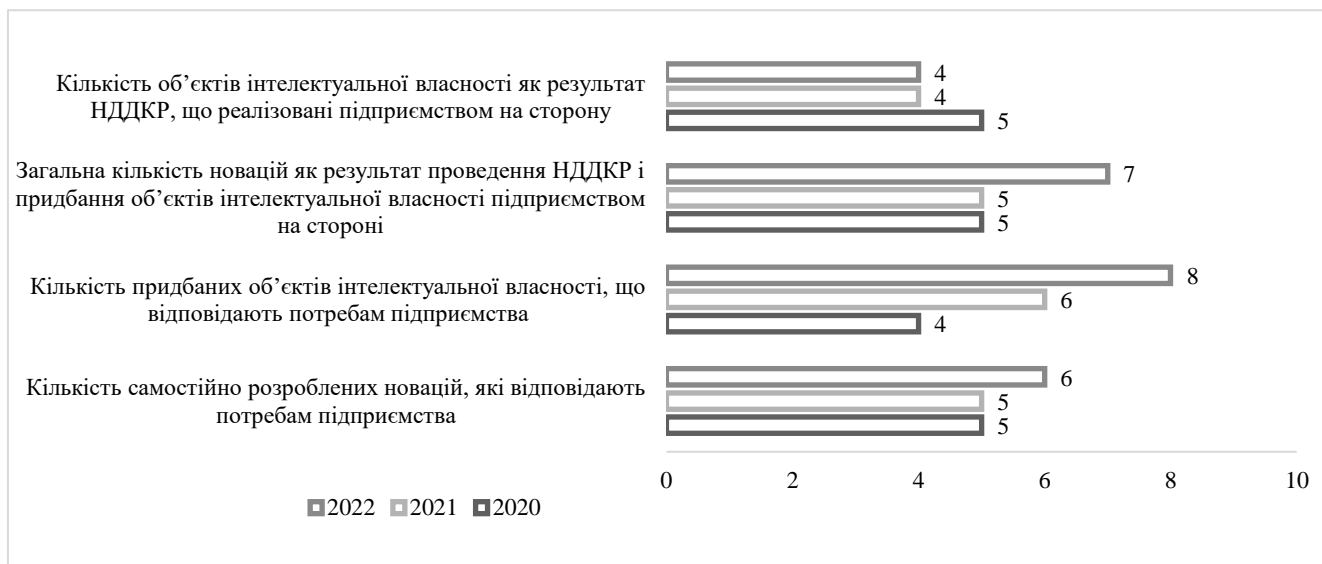 Кількість об’єктів інтелектуальної власності як результат
НДДКР, що реалізовані підприємством на сторону
4
4
5
Загальна кількість новацій як результат проведення НДДКР і
придбання об’єктів інтелектуальної власності підприємством
на стороні
7
5
5
Кількість придбаних об’єктів інтелектуальної власності, що
відповідають потребам підприємства
8
6
4
Кількість самостійно розроблених новацій, які відповідають
потребам підприємства
6
5
5
0 2 4 6 8 10
2022 2021 2020